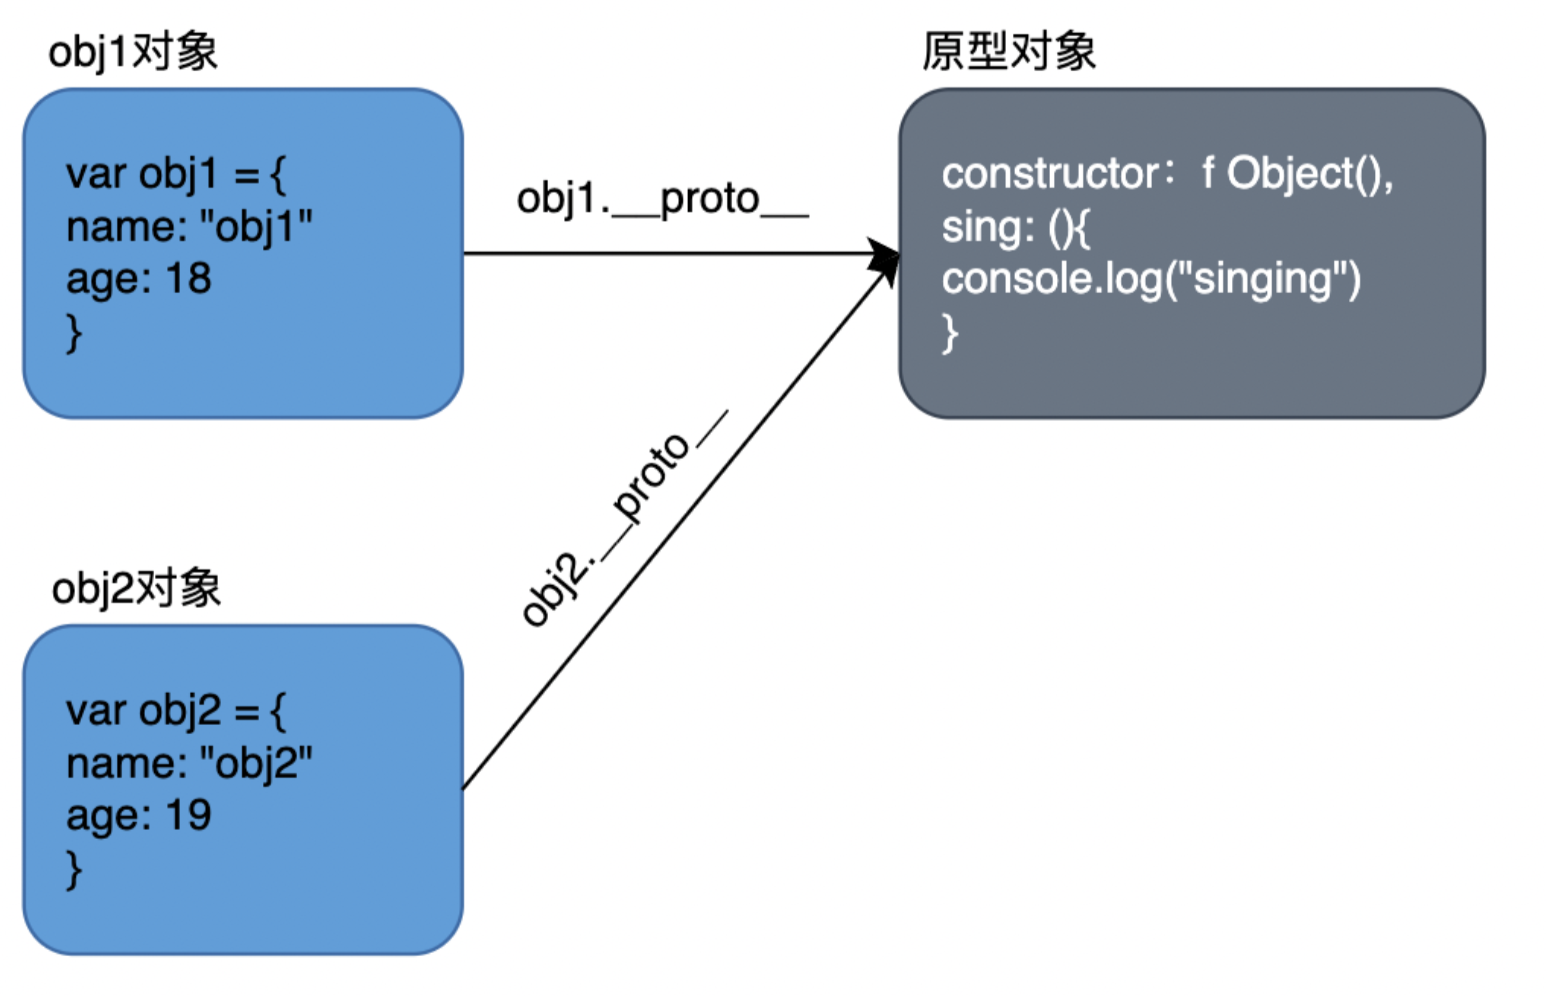 obj1对象
var obj1 = {
name: "obj1"
age: 18
}
obj1.__proto__
原型对象
constructor：f Object(),
sing: (){
console.log("singing")
}
obj2.__proto__
obj2对象
var obj2 = {
name: "obj2"
age: 19
}